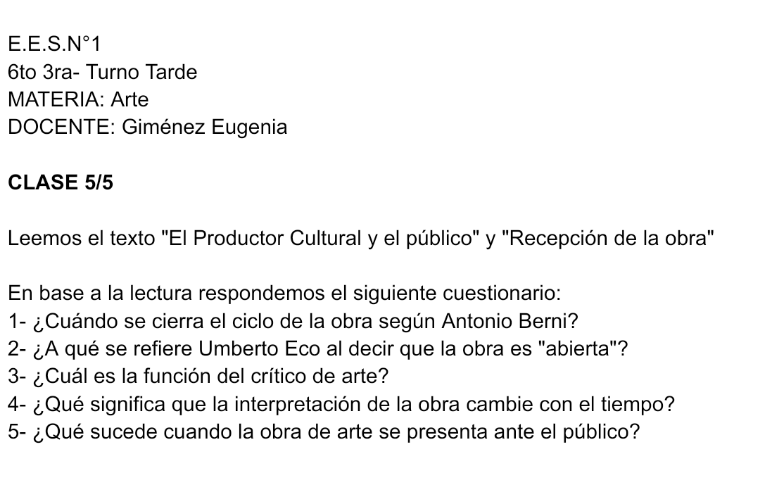 E.E.S.N°1
6to 3ra- Turno Tarde
MATERIA: Arte
DOCENTE: Giménez Eugenia
CLASE 5/5
Leemos el texto "El Productor Cultural y el público" y "Recepción de la obra"
En base a la lectura respondemos el siguiente cuestionario:
1- ¿Cuándo se cierra el ciclo de la obra según Antonio Berni?
2- ¿A qué se refiere Umberto Eco al decir que la obra es "abierta"?
3- ¿Cuál es la función del crítico de arte?
4- ¿Qué significa que la interpretación de la obra cambie con el tiempo?
5- ¿Qué sucede cuando la obra de arte se presenta ante el público?